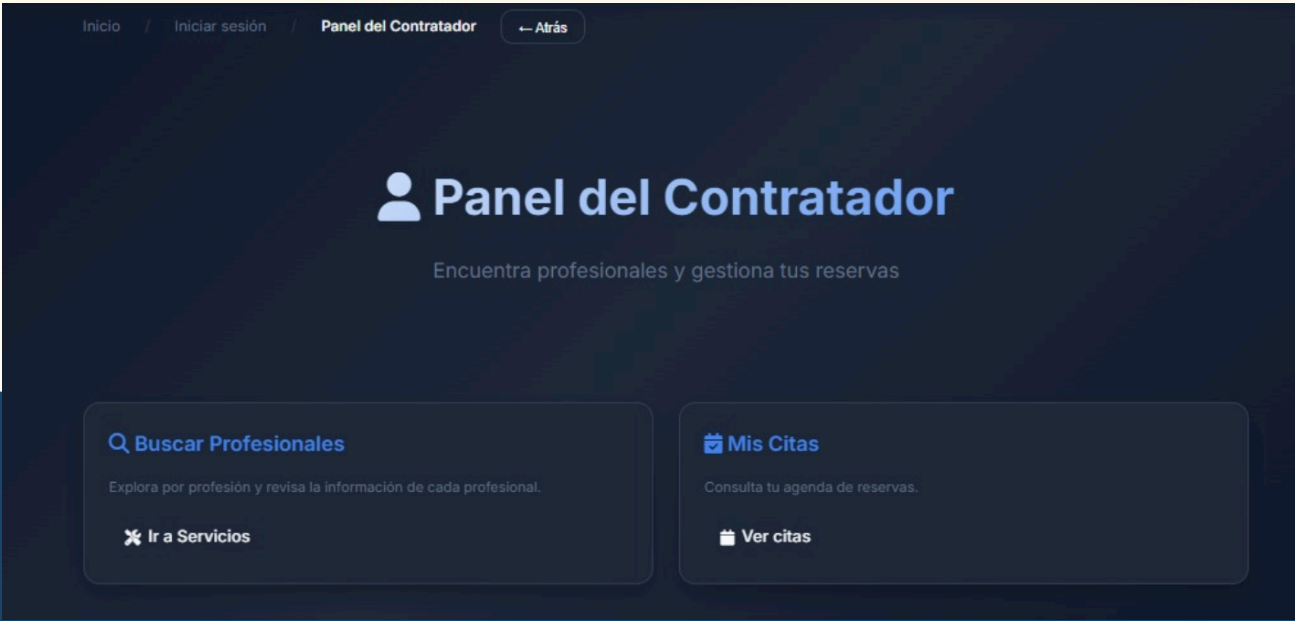 Inicio / Iniciar sesión / Panel del Contratador ← Atrás
Panel del Contratador
Encuentra profesionales y gestiona tus reservas
Buscar Profesionales
Explora por profesión y revisa la información de cada profesional.
Ir a Servicios
Mis Citas
Consulta tu agenda de reservas.
Ver citas